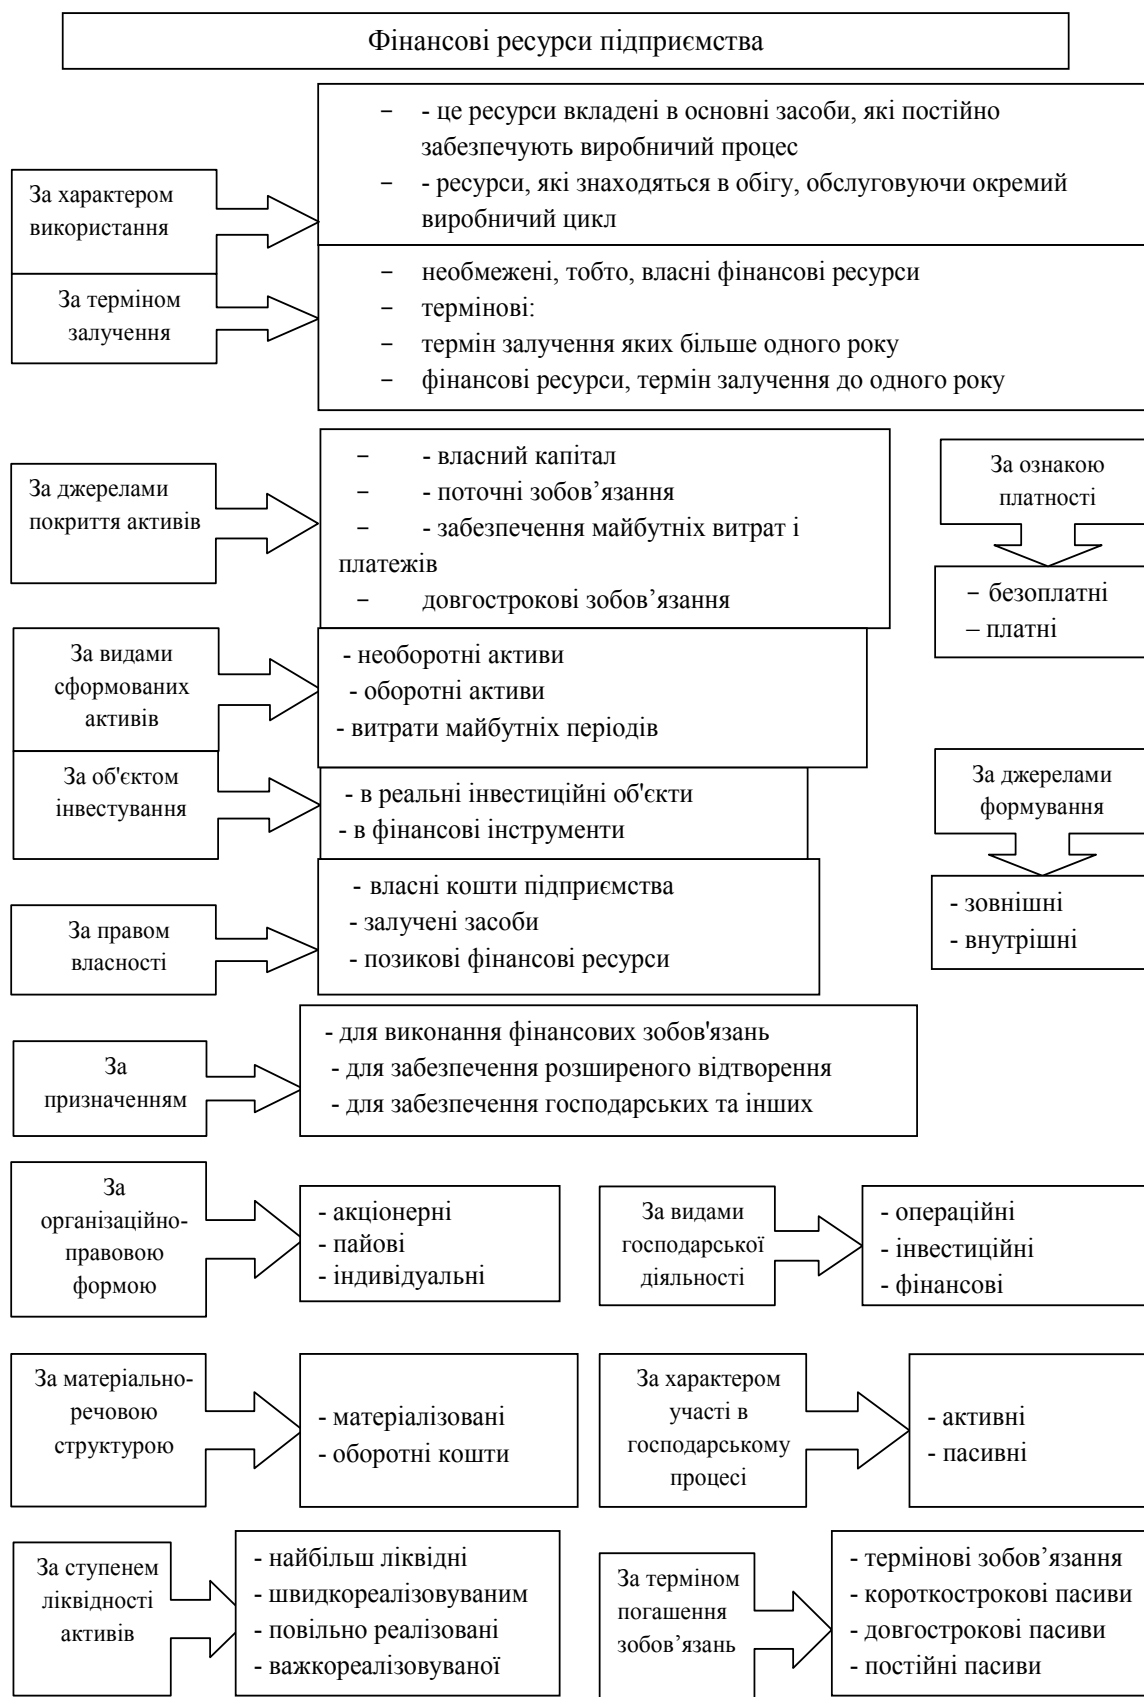 Фінансові ресурси підприємства
За характером
використання
– - це ресурси вкладені в основні засоби, які постійно
забезпечують виробничий процес
– - ресурси, які знаходяться в обігу, обслуговуючи окремий
виробничий цикл
За терміном
залучення
– необмежені, тобто, власні фінансові ресурси
– термінові:
– термін залучення яких більше одного року
– фінансові ресурси, термін залучення до одного року
За джерелами
покриття активів
– - власний капітал
– - поточні зобов’язання
– - забезпечення майбутніх витрат і
платежів
– довгострокові зобов’язання
За ознакою
платності
– безоплатні
– платні
За видами
сформованих
активів
- необоротні активи
- оборотні активи
- витрати майбутніх періодів
За об'єктом
інвестування
- в реальні інвестиційні об'єкти
- в фінансові інструменти
За джерелами
формування
- зовнішні
- внутрішні
За правом
власності
- власні кошти підприємства
- залучені засоби
- позикові фінансові ресурси
За
призначенням
- для виконання фінансових зобов'язань
- для забезпечення розширеного відтворення
- для забезпечення господарських та інших
За
організаційно-
правовою
формою
- акціонерні
- пайові
- індивідуальні
За видами
господарської
діяльності
- операційні
- інвестиційні
- фінансові
За матеріально-
речовою
структурою
- матеріалізовані
- оборотні кошти
За характером
участі в
господарському
процесі
- активні
- пасивні
За ступенем
ліквідності
активів
- найбільш ліквідні
- швидкореалізовуваним
- повільно реалізовані
- важкореалізовуваної
За терміном
погашення
зобов’язань
- термінові зобов’язання
- короткострокові пасиви
- довгострокові пасиви
- постійні пасиви